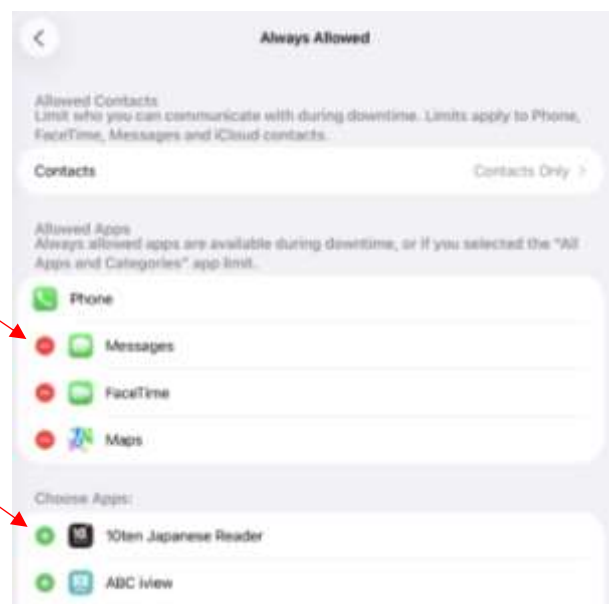 Always Allowed
Allowed Contacts
Limit who you can communicate with during downtime. Limits apply to Phone,
FaceTime, Messages and iCloud contacts.
Contacts
Contacts Only
Allowed Apps
Always allowed apps are available during downtime, or if you selected the "All
Apps and Categories" app limit.
Phone
Messages
FaceTime
Maps
Choose Apps:
10ten Japanese Reader
ABC iview